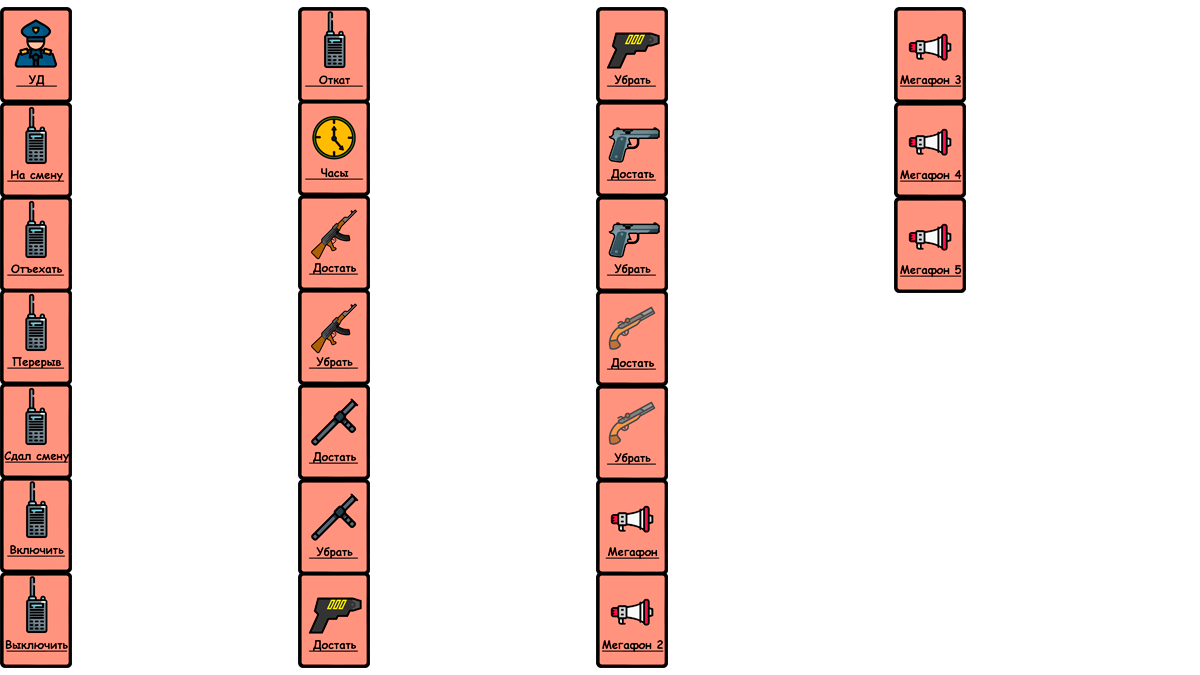 УД
На смену
Отъехать
Перерыв
Сдал смену
Включить
Выключить
Откат
Часы
Достать
Убрать
Достать
Убрать
Достать
Убрать
Достать
Убрать
Достать
Убрать
Мегафон
Мегафон 2
Мегафон 3
Мегафон 4
Мегафон 5